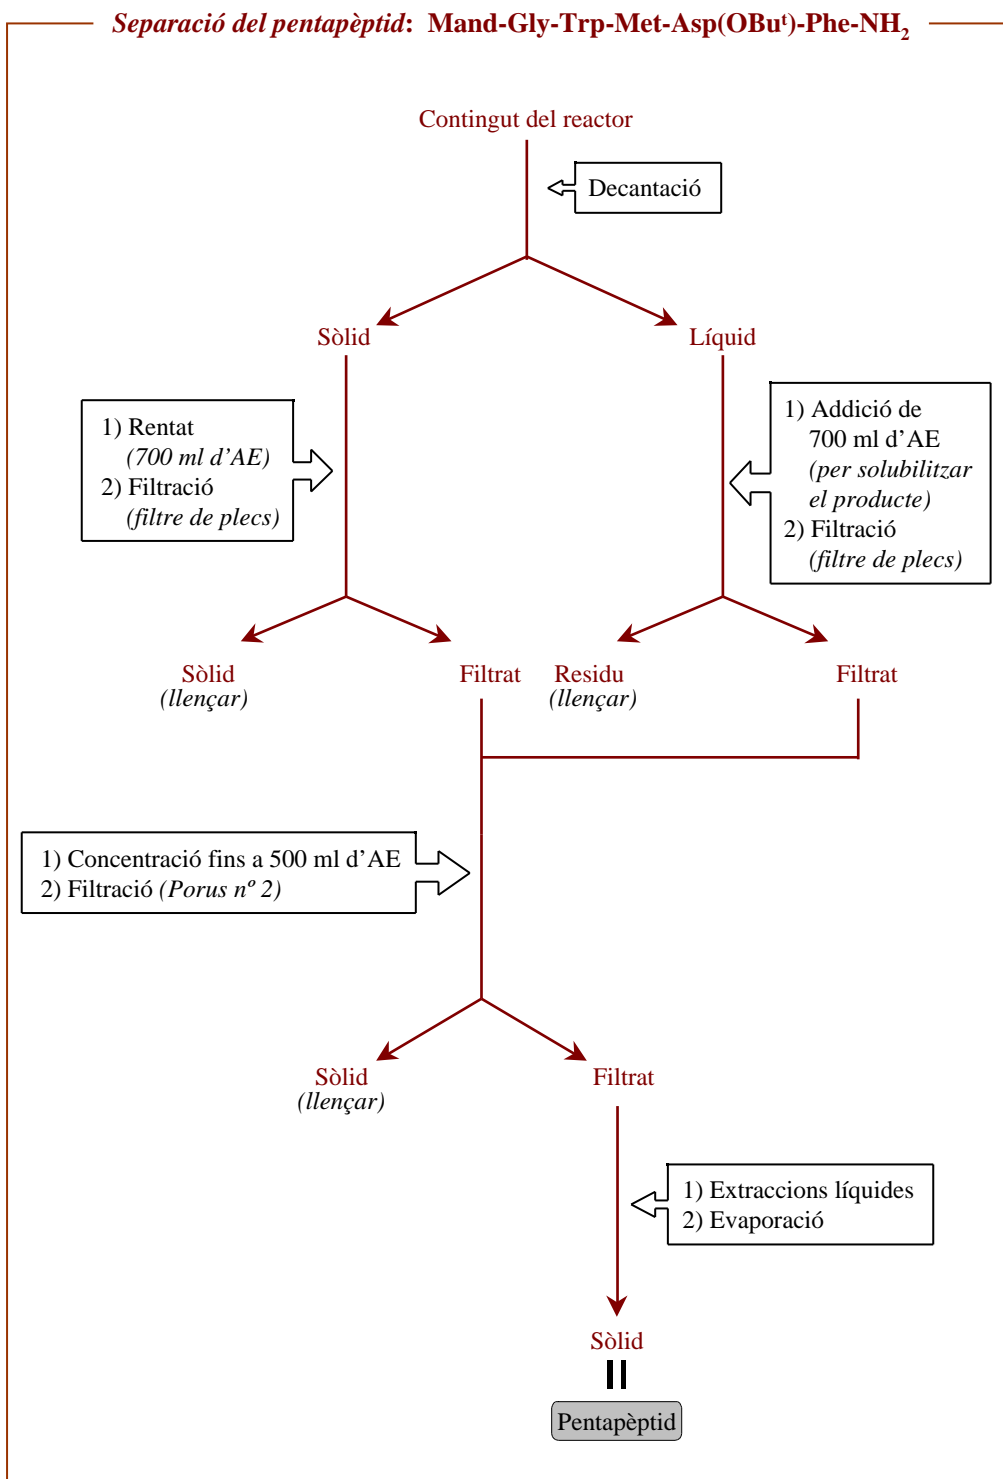 Separació del pentapèptid: Mand-Gly-Trp-Met-Asp(OBuᵗ)-Phe-NH₂
Contingut del reactor
Decantació
Sòlid
Líquid
1) Rentat
(700 ml d’AE)
2) Filtració
(filtre de plecs)
1) Addició de
700 ml d’AE
(per solubilitzar
el producte)
2) Filtració
(filtre de plecs)
Sòlid
(llençar)
Filtrat
Residu
(llençar)
Filtrat
1) Concentració fins a 500 ml d’AE
2) Filtració (Porus nº 2)
Sòlid
(llençar)
Filtrat
1) Extraccions líquides
2) Evaporació
Sòlid
Pentapèptid